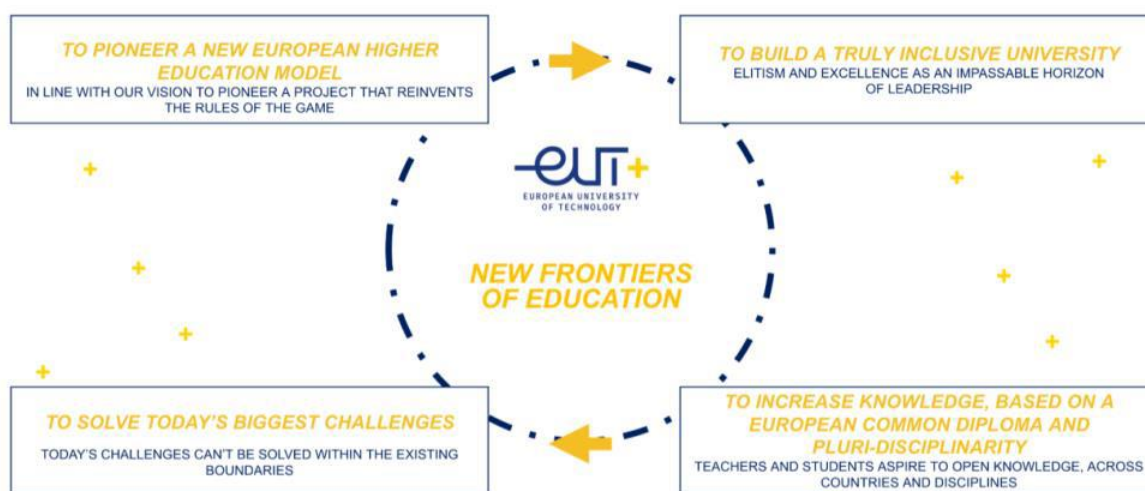 TO PIONEER A NEW EUROPEAN HIGHER
EDUCATION MODEL
IN LINE WITH OUR VISION TO PIONEER A PROJECT THAT REINVENTS
THE RULES OF THE GAME
TO BUILD A TRULY INCLUSIVE UNIVERSITY
ELITISM AND EXCELLENCE AS AN IMPASSABLE HORIZON
OF LEADERSHIP
EUT+
EUROPEAN UNIVERSITY
OF TECHNOLOGY
NEW FRONTIERS
OF EDUCATION
TO SOLVE TODAY'S BIGGEST CHALLENGES
TODAY'S CHALLENGES CAN'T BE SOLVED WITHIN THE EXISTING
BOUNDARIES
TO INCREASE KNOWLEDGE, BASED ON A
EUROPEAN COMMON DIPLOMA AND
PLURI-DISCIPLINARITY
TEACHERS AND STUDENTS ASPIRE TO OPEN KNOWLEDGE, ACROSS
COUNTRIES AND DISCIPLINES